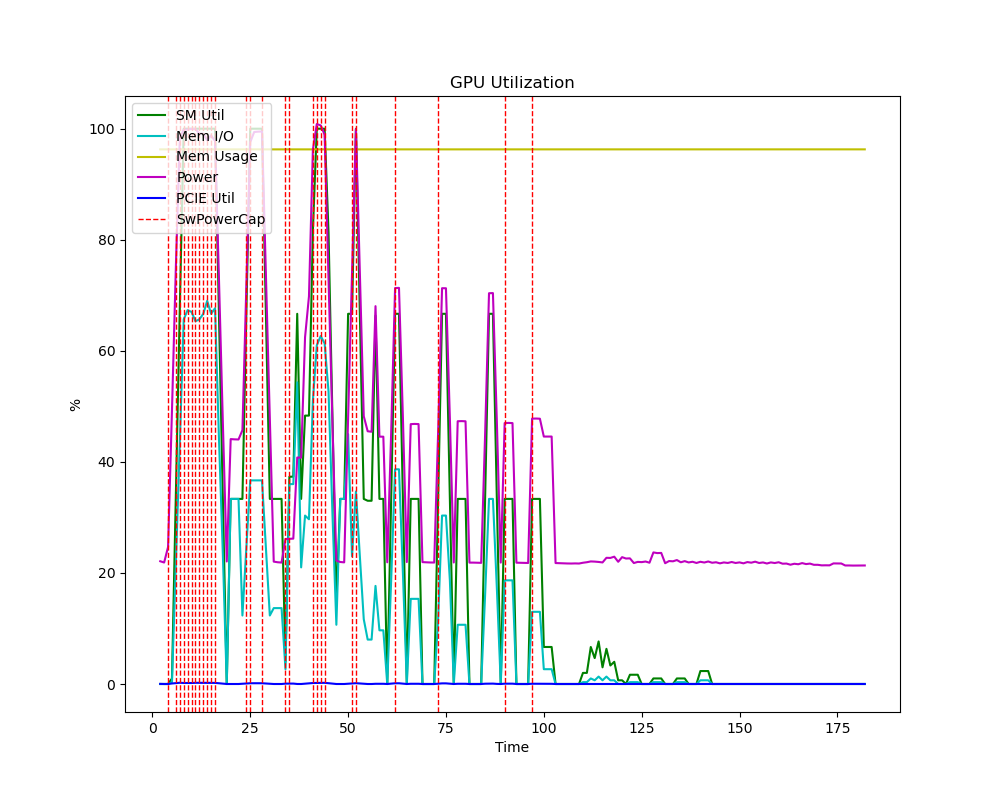 GPU Utilization
SM Util
Mem I/O
Mem Usage
Power
PCIE Util
SwPowerCap
100
80
60
40
20
0
%
0 25 50 75 100 125 150 175
Time